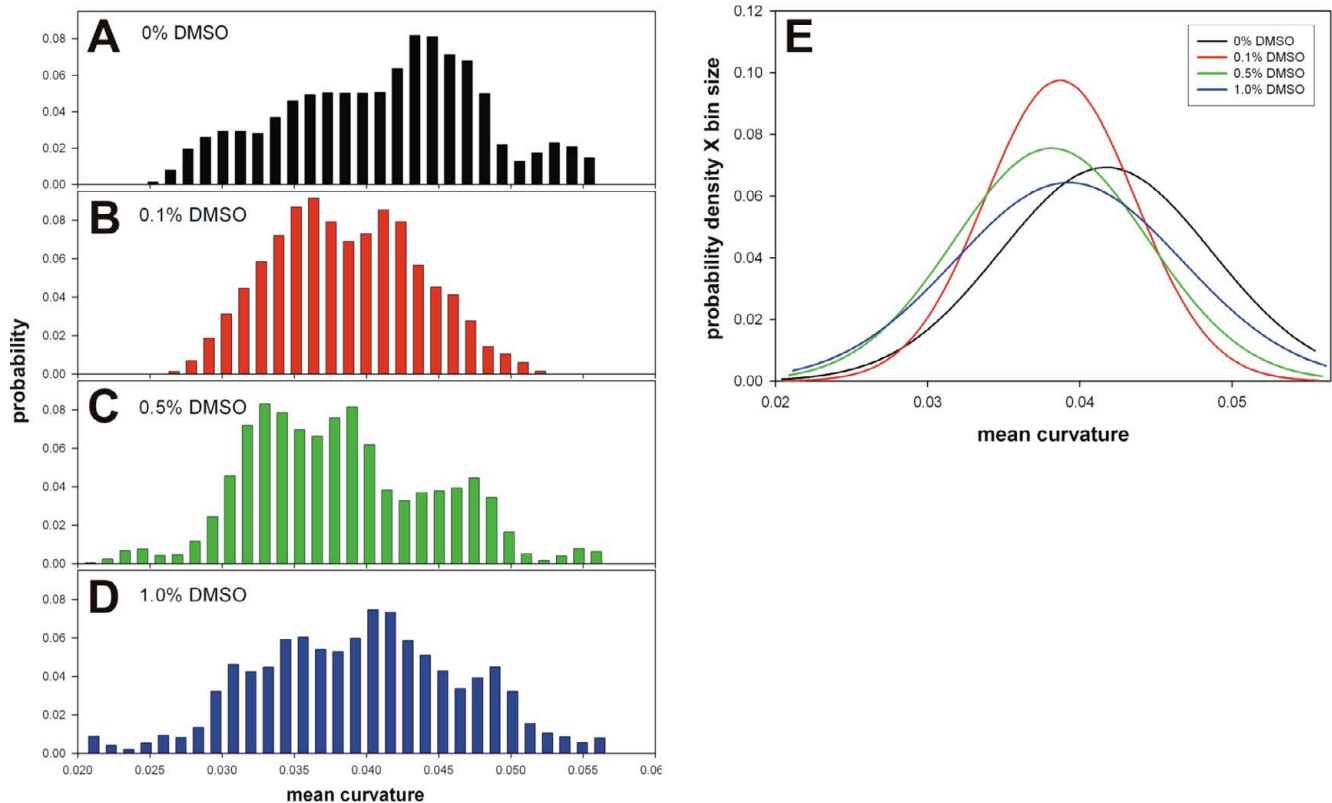 A
0% DMSO
0.08
0.06
0.04
0.02
0.00
B
0.1% DMSO
0.08
0.06
0.04
0.02
0.00
C
0.5% DMSO
0.08
0.06
0.04
0.02
0.00
D
1.0% DMSO
0.08
0.06
0.04
0.02
0.00
probability
0.020 0.025 0.030 0.035 0.040 0.045 0.050 0.055 0.06
mean curvature
E
0.12
0.10
0.08
0.06
0.04
0.02
0.00
probability density X bin size
0% DMSO
0.1% DMSO
0.5% DMSO
1.0% DMSO
0.02 0.03 0.04 0.05
mean curvature